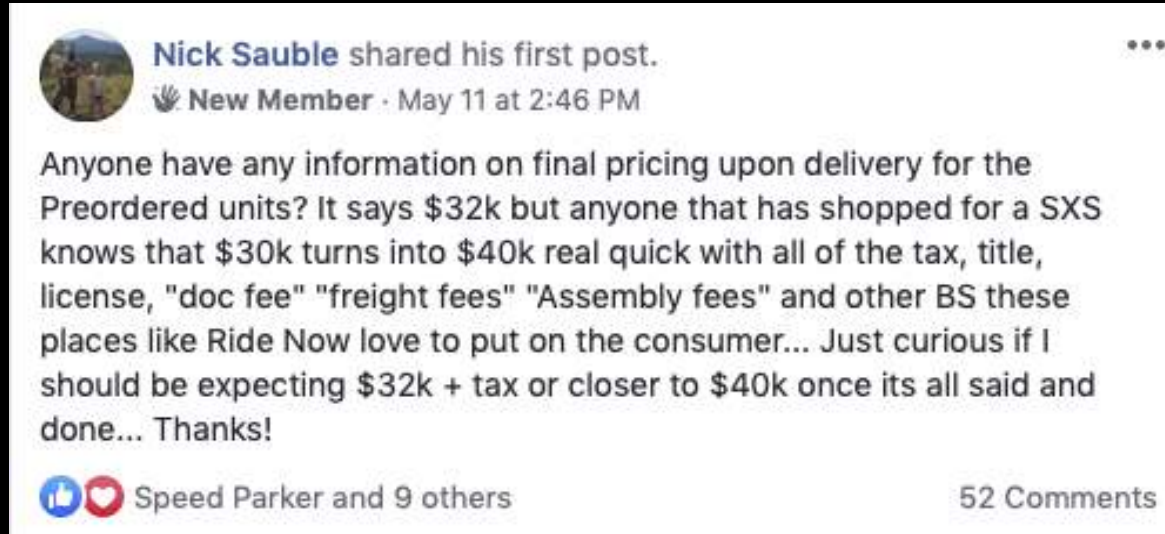 Nick Sauble shared his first post.
New Member · May 11 at 2:46 PM
Anyone have any information on final pricing upon delivery for the
Preordered units? It says $32k but anyone that has shopped for a SXS
knows that $30k turns into $40k real quick with all of the tax, title,
license, "doc fee" "freight fees" "Assembly fees" and other BS these
places like Ride Now love to put on the consumer... Just curious if I
should be expecting $32k + tax or closer to $40k once its all said and
done... Thanks!
Speed Parker and 9 others 52 Comments